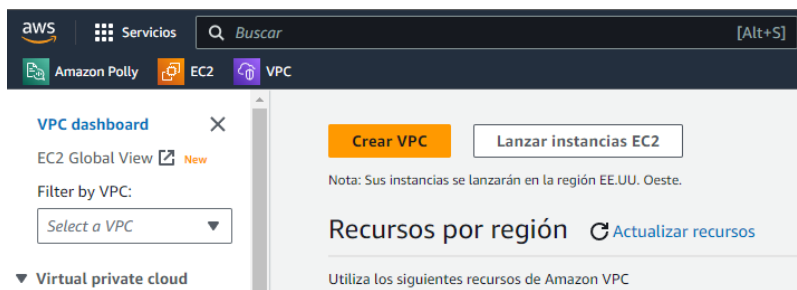 aws Servicios Buscar [Alt+S]
Amazon Polly EC2 VPC
VPC dashboard
EC2 Global View New
Filter by VPC:
Select a VPC
Virtual private cloud
Crear VPC Lanzar instancias EC2
Nota: Sus instancias se lanzarán en la región EE.UU. Oeste.
Recursos por región Actualizar recursos
Utiliza los siguientes recursos de Amazon VPC